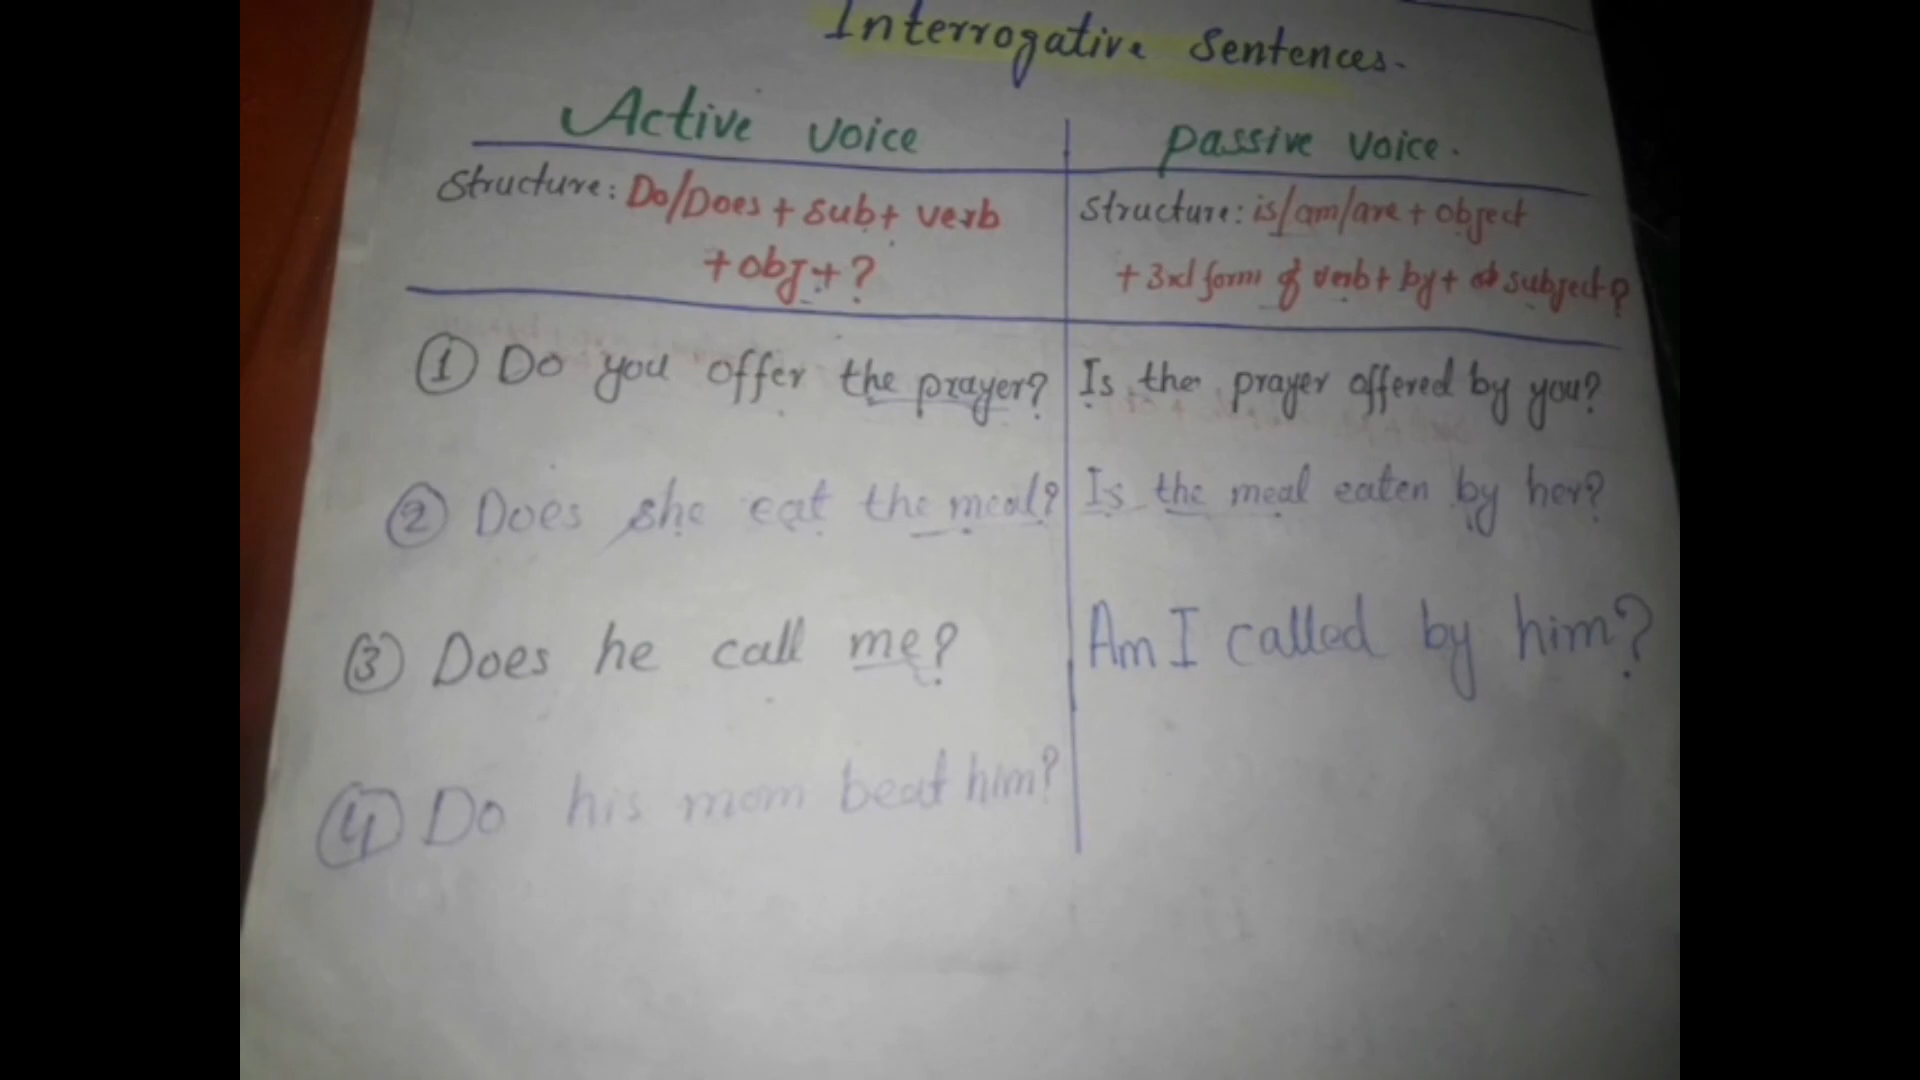 Interrogative Sentences.
Active voice
Passive voice.
Structure: Do/Does + sub + verb
+ obj + ?
Structure: is/am/are + object
+ 3rd form of verb + by + subject?
① Do you offer the prayer?
Is the prayer offered by you?
② Does she eat the meal?
Is the meal eaten by her?
③ Does he call me?
Am I called by him?
④ Do his mom beat him?